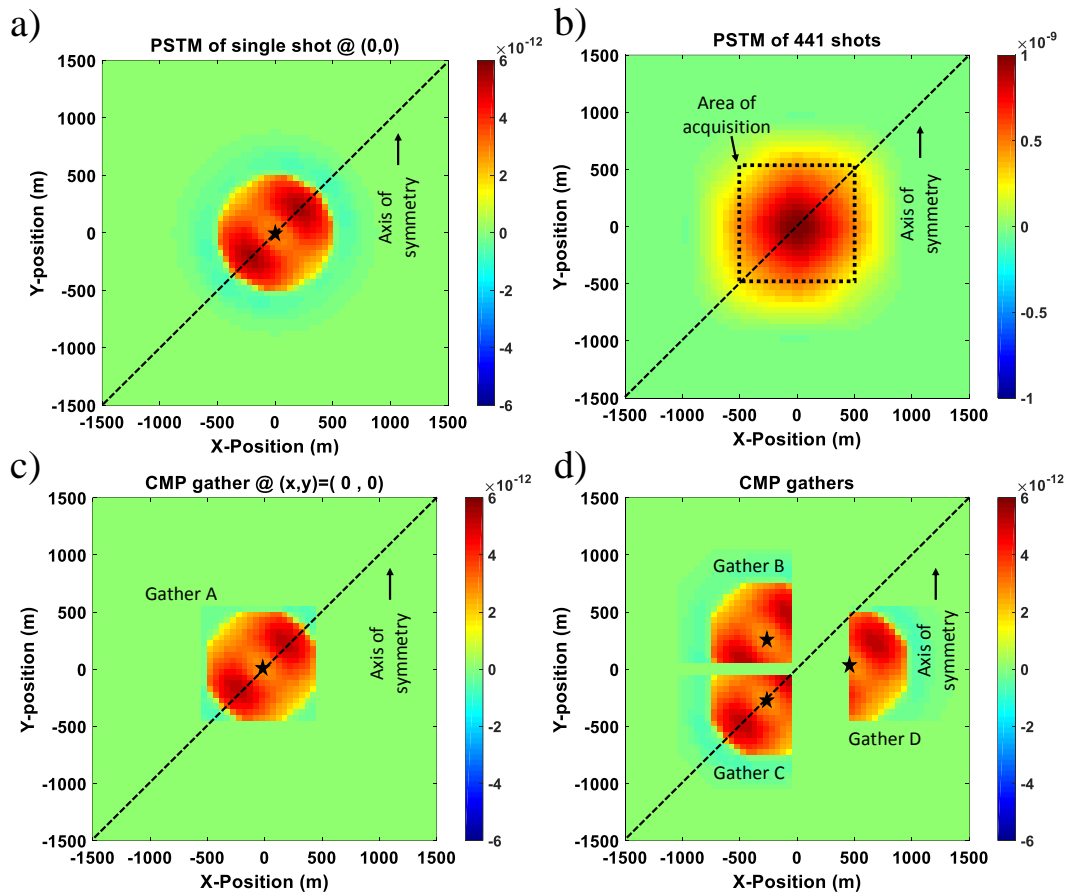 a)
PSTM of single shot @ (0,0)
×10⁻¹²
1500
1000
500
0
-500
-1000
-1500
Y-position (m)
-1500 -1000 -500 0 500 1000 1500
X-Position (m)
Axis of
symmetry
6
4
2
0
-2
-4
-6
b)
PSTM of 441 shots
×10⁻⁹
1500
1000
500
0
-500
-1000
-1500
Y-position (m)
-1500 -1000 -500 0 500 1000 1500
X-Position (m)
Area of
acquisition
Axis of
symmetry
1
0.5
0
-0.5
-1
c)
CMP gather @ (x,y)=( 0 , 0)
×10⁻¹²
1500
1000
500
0
-500
-1000
-1500
Y-position (m)
-1500 -1000 -500 0 500 1000 1500
X-Position (m)
Gather A
Axis of
symmetry
6
4
2
0
-2
-4
-6
d)
CMP gathers
×10⁻¹²
1500
1000
500
0
-500
-1000
-1500
Y-position (m)
-1500 -1000 -500 0 500 1000 1500
X-Position (m)
Gather B
Gather C
Gather D
Axis of
symmetry
6
4
2
0
-2
-4
-6